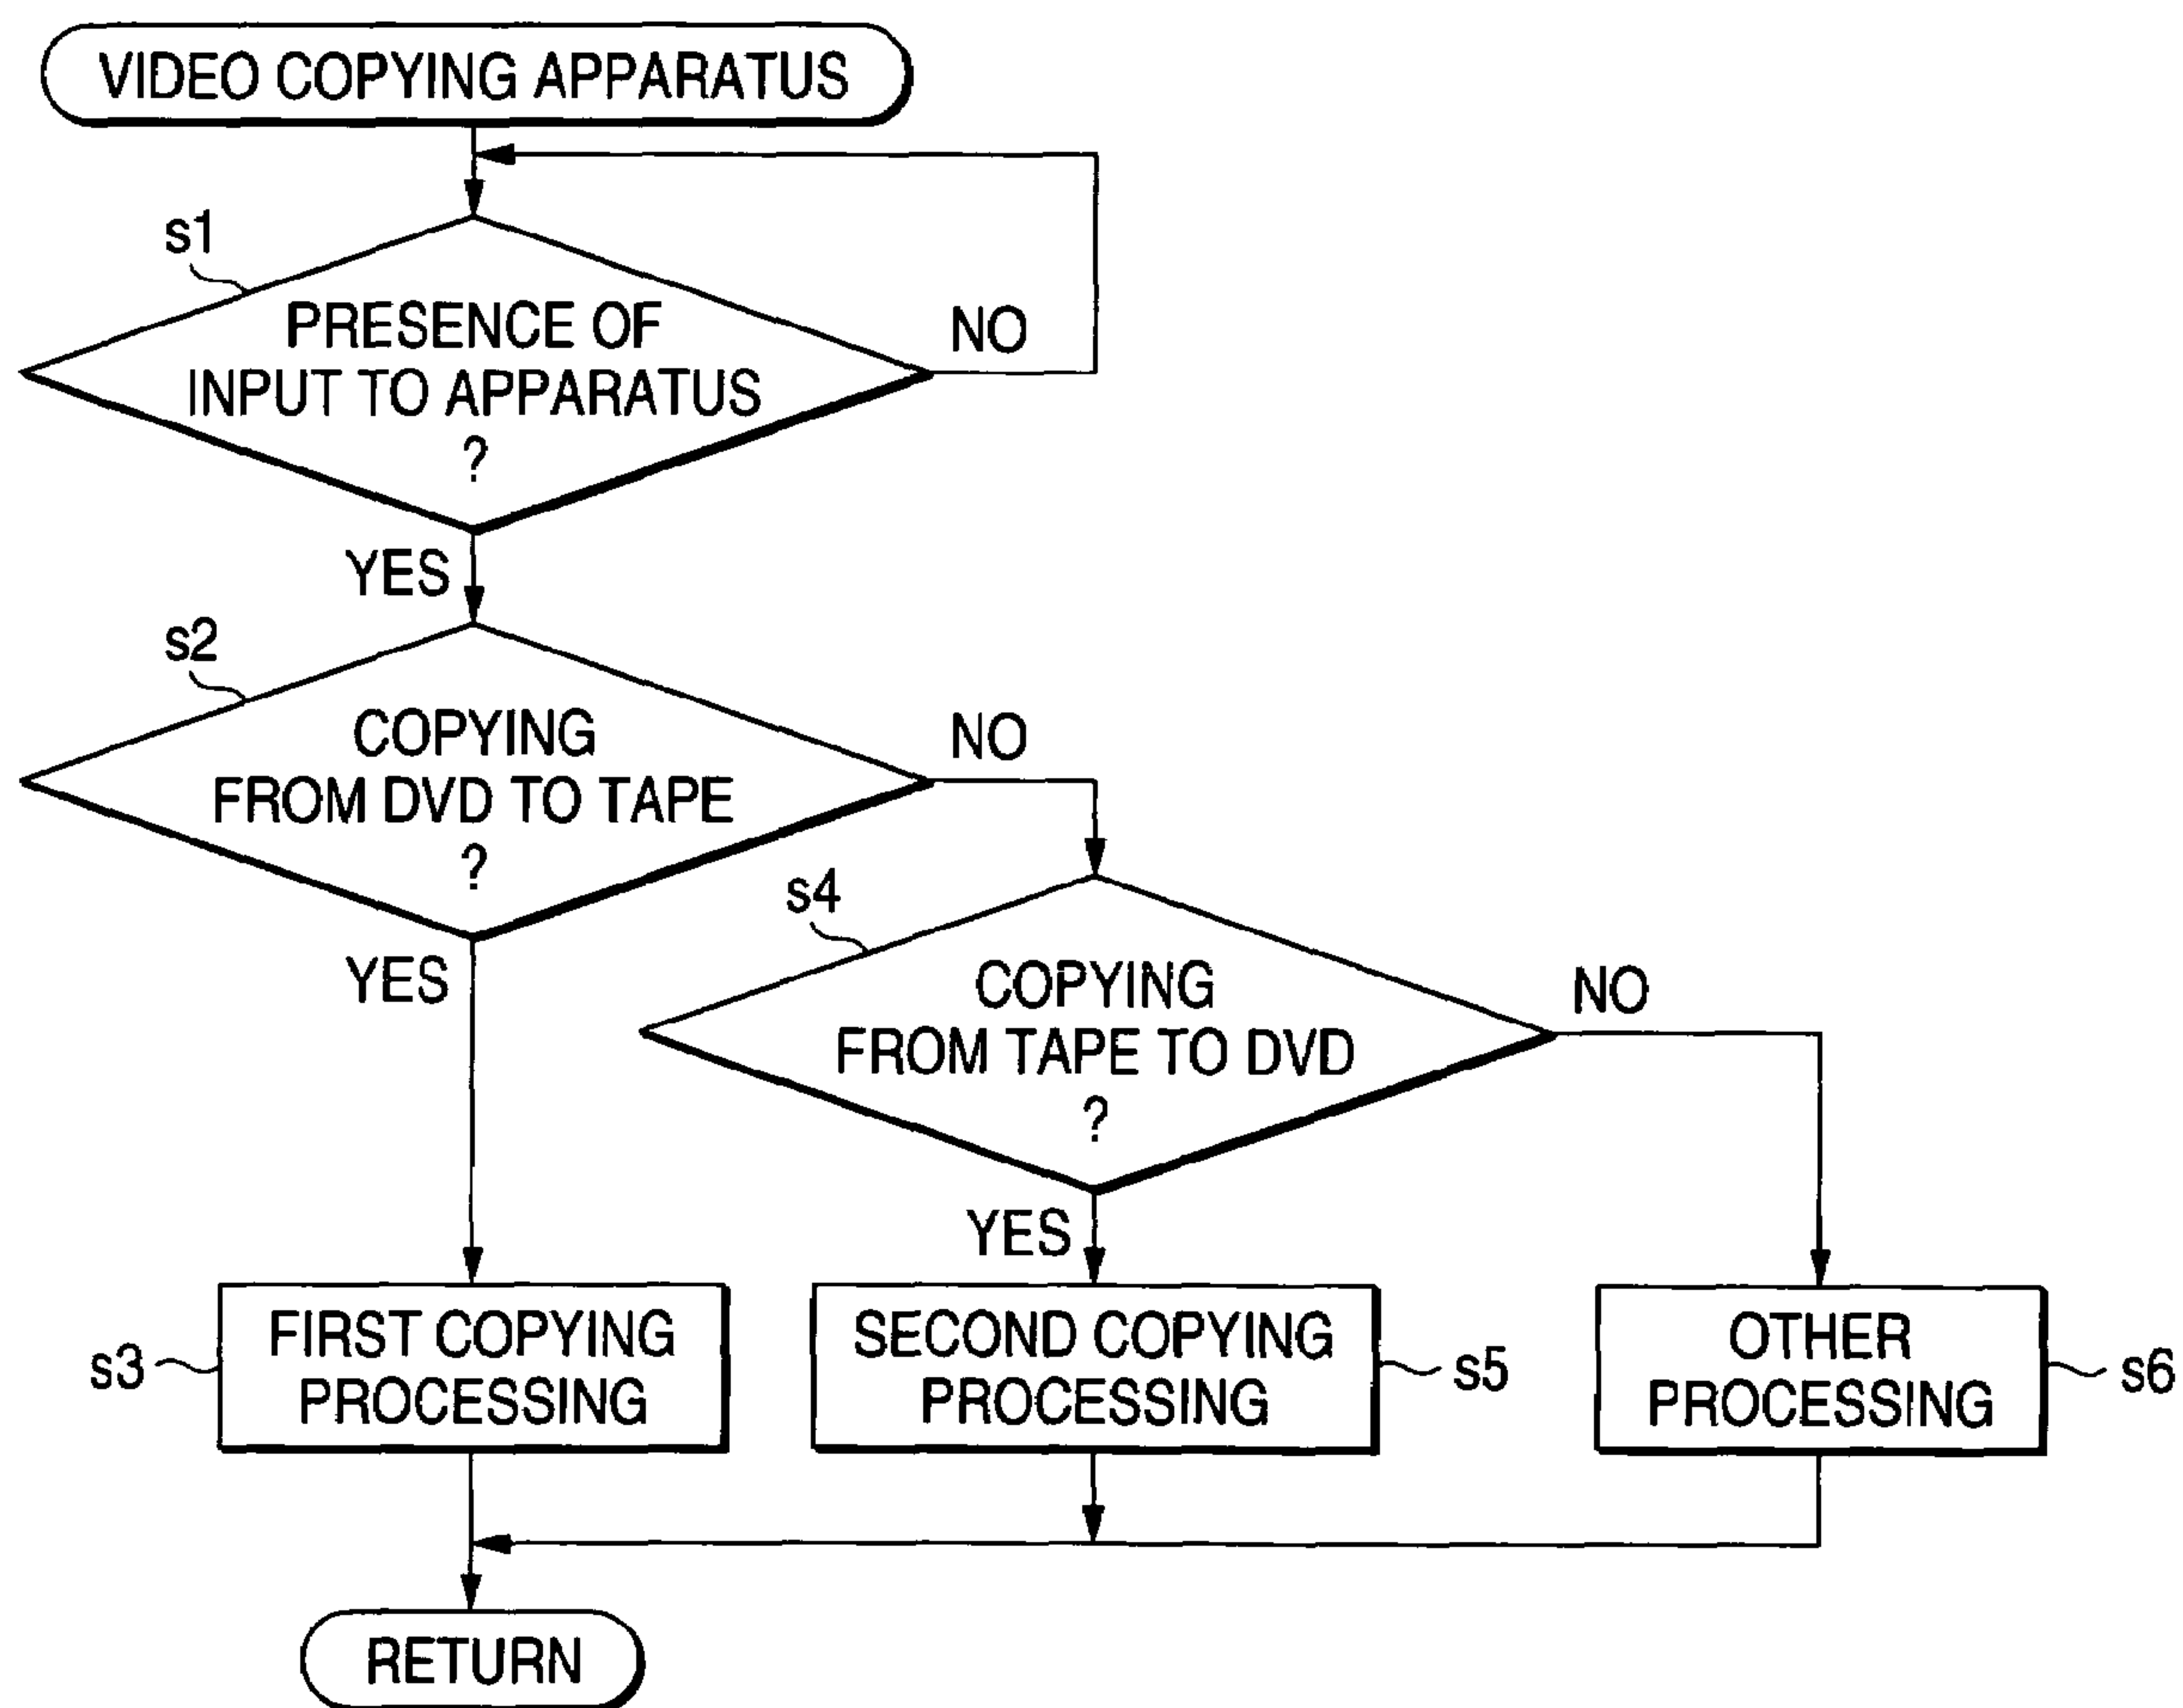 VIDEO COPYING APPARATUS
s1
PRESENCE OF
INPUT TO APPARATUS
?
NO
YES
s2
COPYING
FROM DVD TO TAPE
?
NO
YES
s4
COPYING
FROM TAPE TO DVD
?
NO
YES
s3
FIRST COPYING
PROCESSING
SECOND COPYING
PROCESSING
s5
OTHER
PROCESSING
s6
RETURN